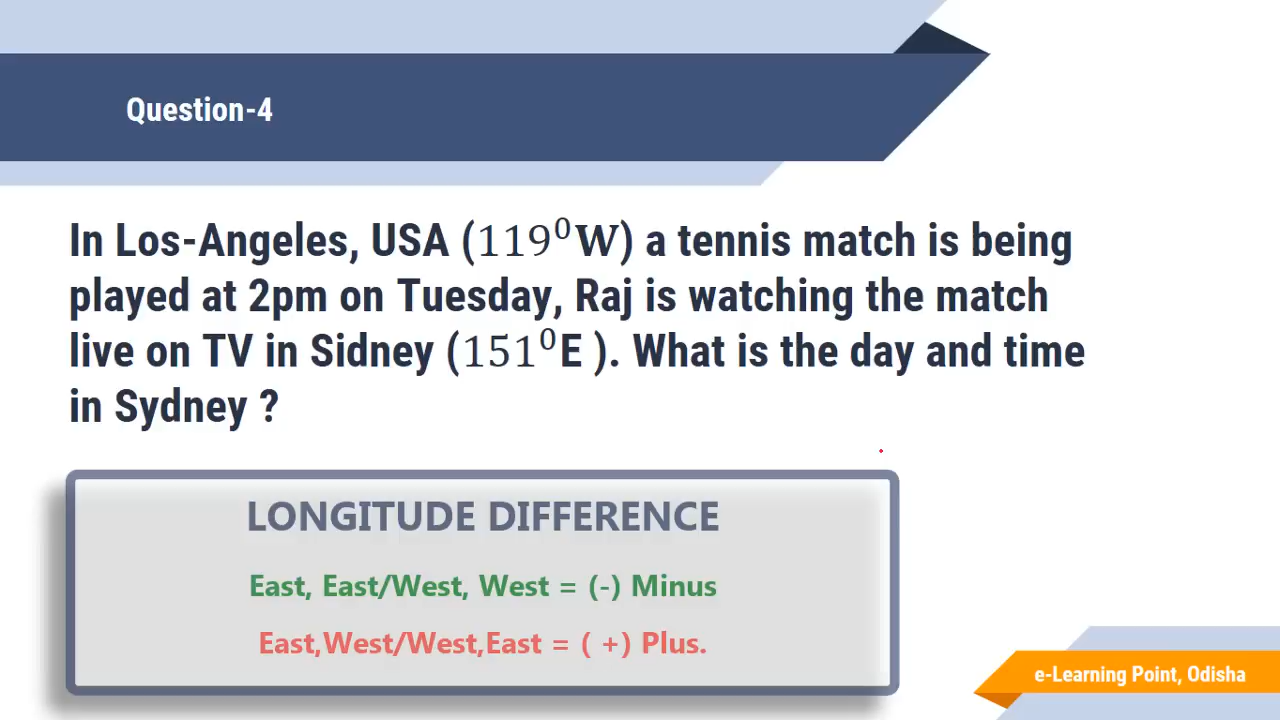 Question-4
In Los-Angeles, USA (119⁰W) a tennis match is being
played at 2pm on Tuesday, Raj is watching the match
live on TV in Sidney (151⁰E ). What is the day and time
in Sydney ?
LONGITUDE DIFFERENCE
East, East/West, West = (-) Minus
East,West/West,East = ( +) Plus.
e-Learning Point, Odisha